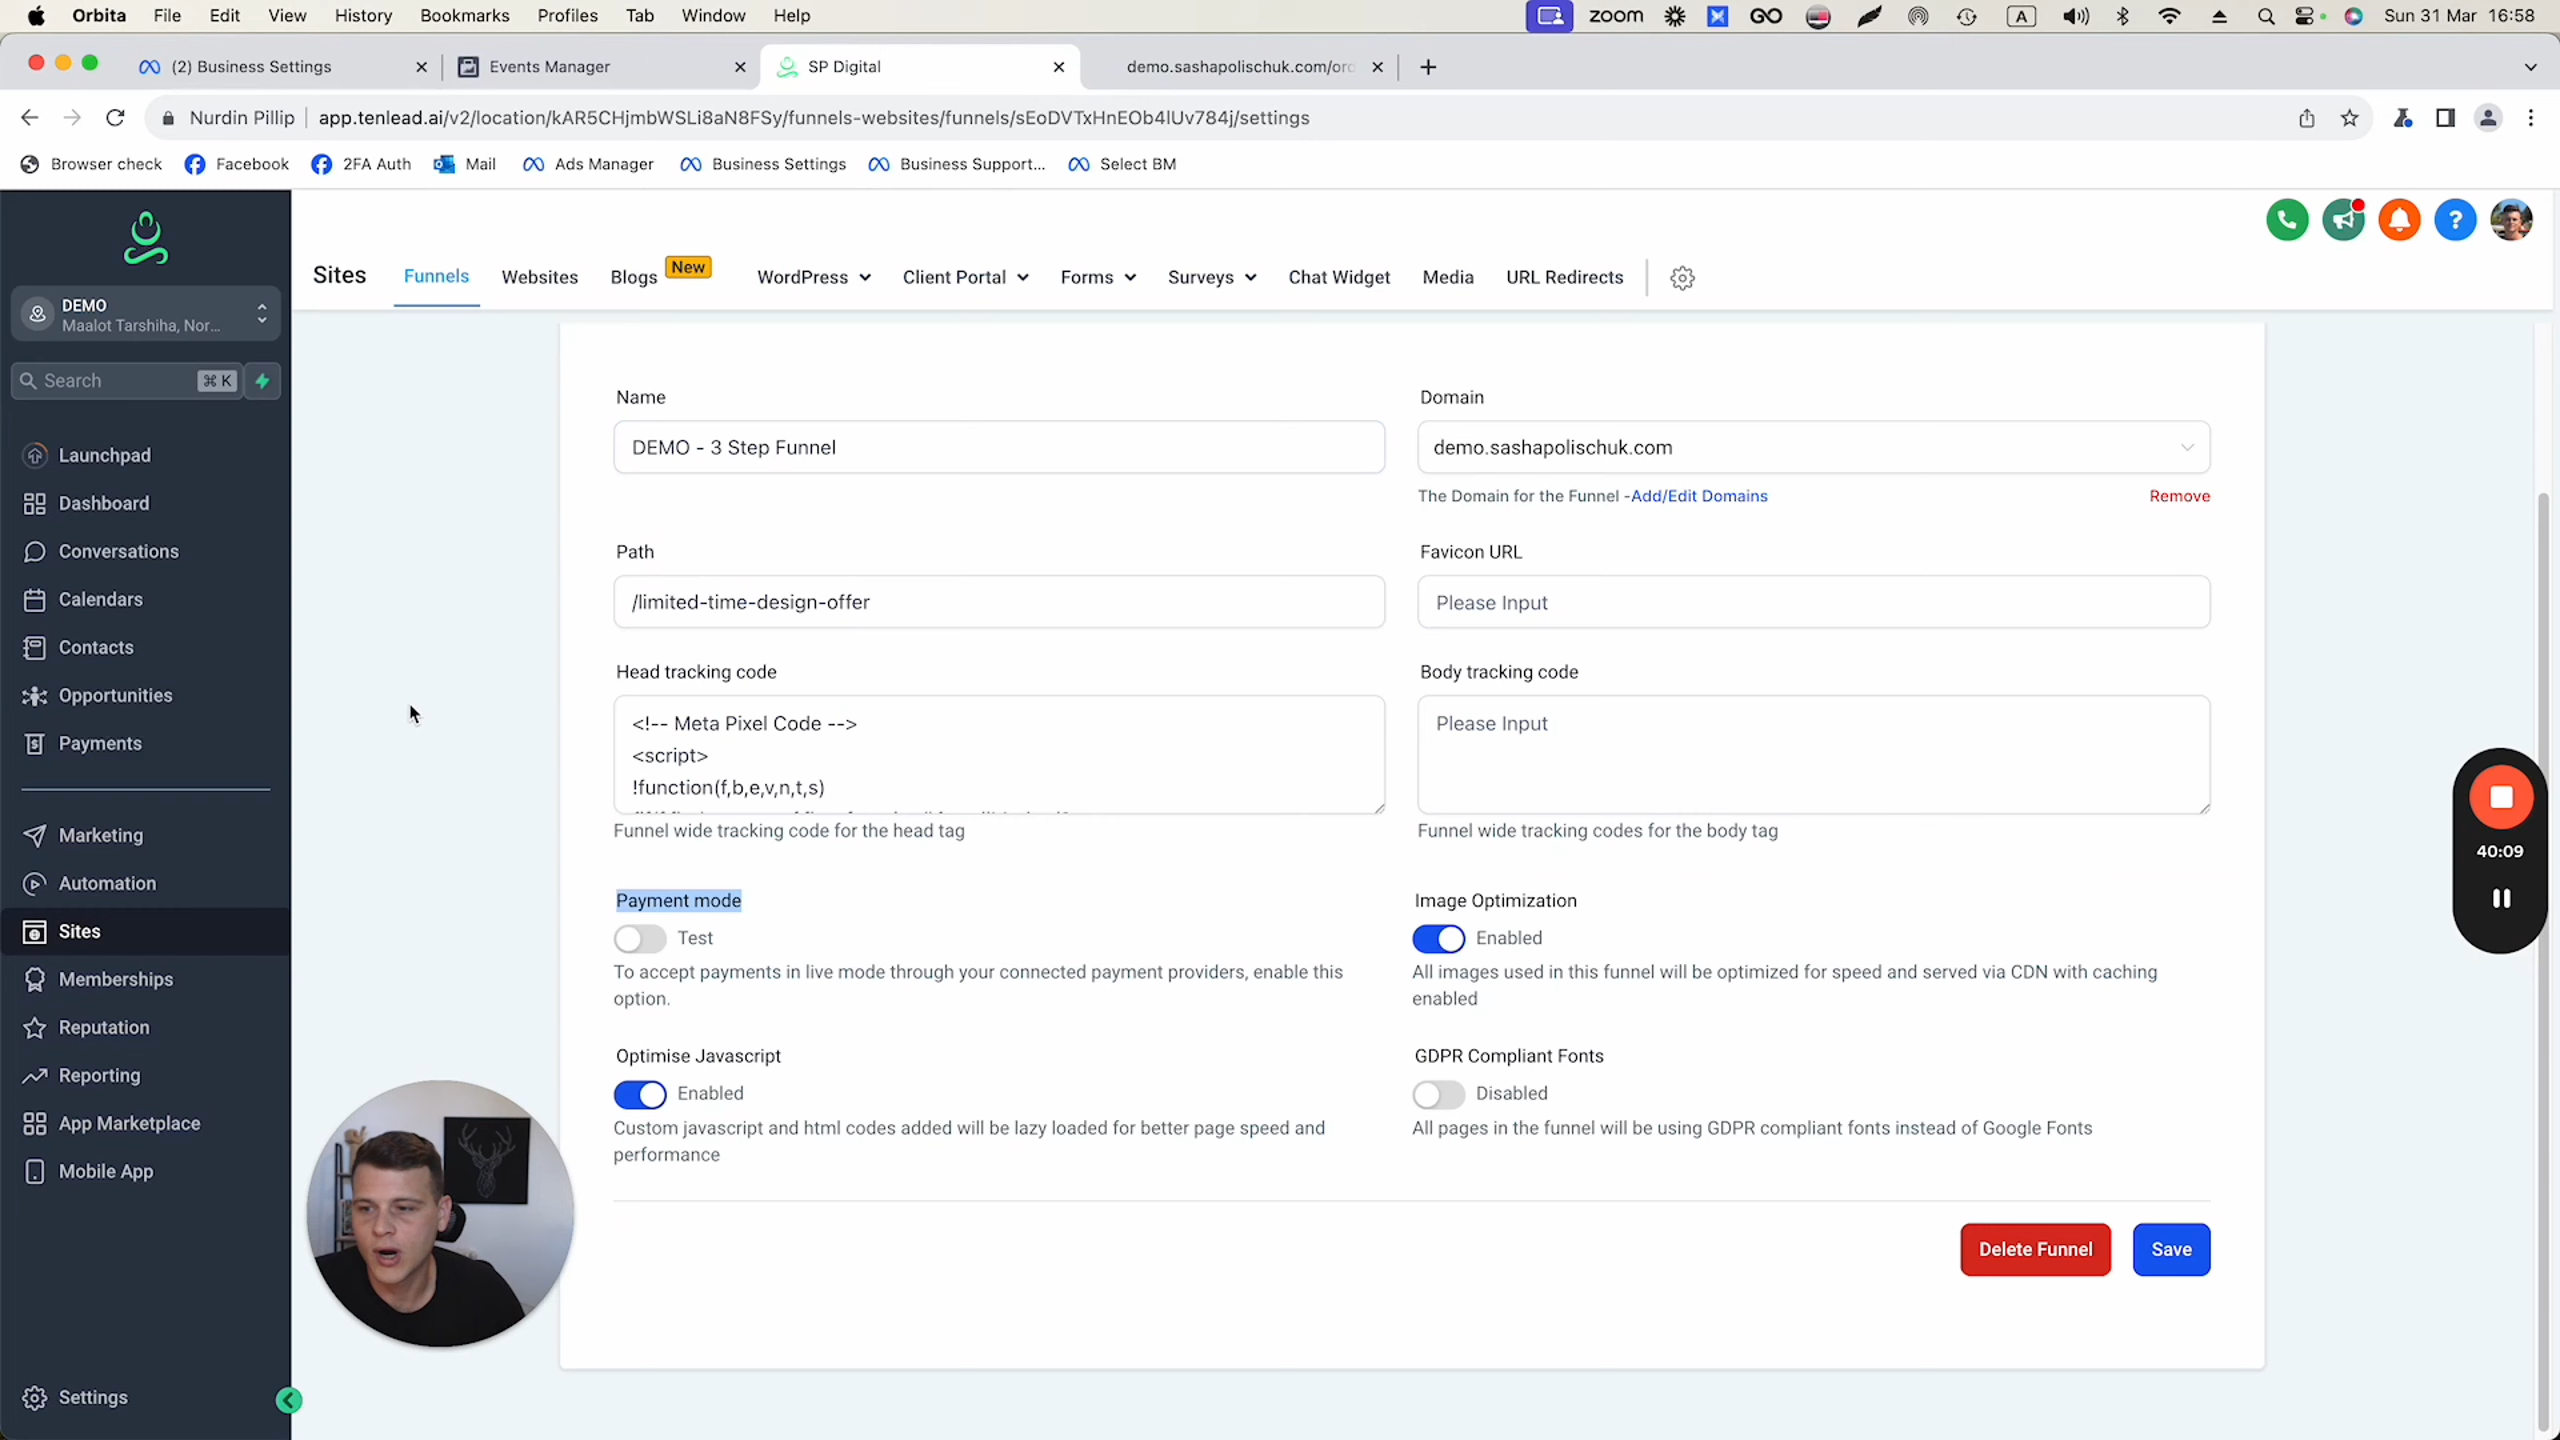 Orbita File Edit View History Bookmarks Profiles Tab Window Help zoom A Sun 31 Mar 16:58
(2) Business Settings Events Manager SP Digital demo.sashapolischuk.com/orc
Nurdin Pillip app.tenlead.ai/v2/location/kAR5CHjmbWSLi8aN8FSy/funnels-websites/funnels/sEoDVTxHnEOb4lUv784j/settings
Browser check Facebook 2FA Auth Mail Ads Manager Business Settings Business Support... Select BM
DEMO
Maalot Tarshiha, Nor...
Search ⌘ K
Launchpad
Dashboard
Conversations
Calendars
Contacts
Opportunities
Payments
Marketing
Automation
Sites
Memberships
Reputation
Reporting
App Marketplace
Mobile App
Settings
Sites Funnels Websites Blogs New WordPress Client Portal Forms Surveys Chat Widget Media URL Redirects
Name
DEMO - 3 Step Funnel
Domain
demo.sashapolischuk.com
The Domain for the Funnel -Add/Edit Domains Remove
Path
/limited-time-design-offer
Favicon URL
Please Input
Head tracking code
<!-- Meta Pixel Code -->
<script>
!function(f,b,e,v,n,t,s)
Funnel wide tracking code for the head tag
Body tracking code
Please Input
Funnel wide tracking codes for the body tag
Payment mode
Test
To accept payments in live mode through your connected payment providers, enable this
option.
Image Optimization
Enabled
All images used in this funnel will be optimized for speed and served via CDN with caching
enabled
Optimise Javascript
Enabled
Custom javascript and html codes added will be lazy loaded for better page speed and
performance
GDPR Compliant Fonts
Disabled
All pages in the funnel will be using GDPR compliant fonts instead of Google Fonts
Delete Funnel Save
40:09